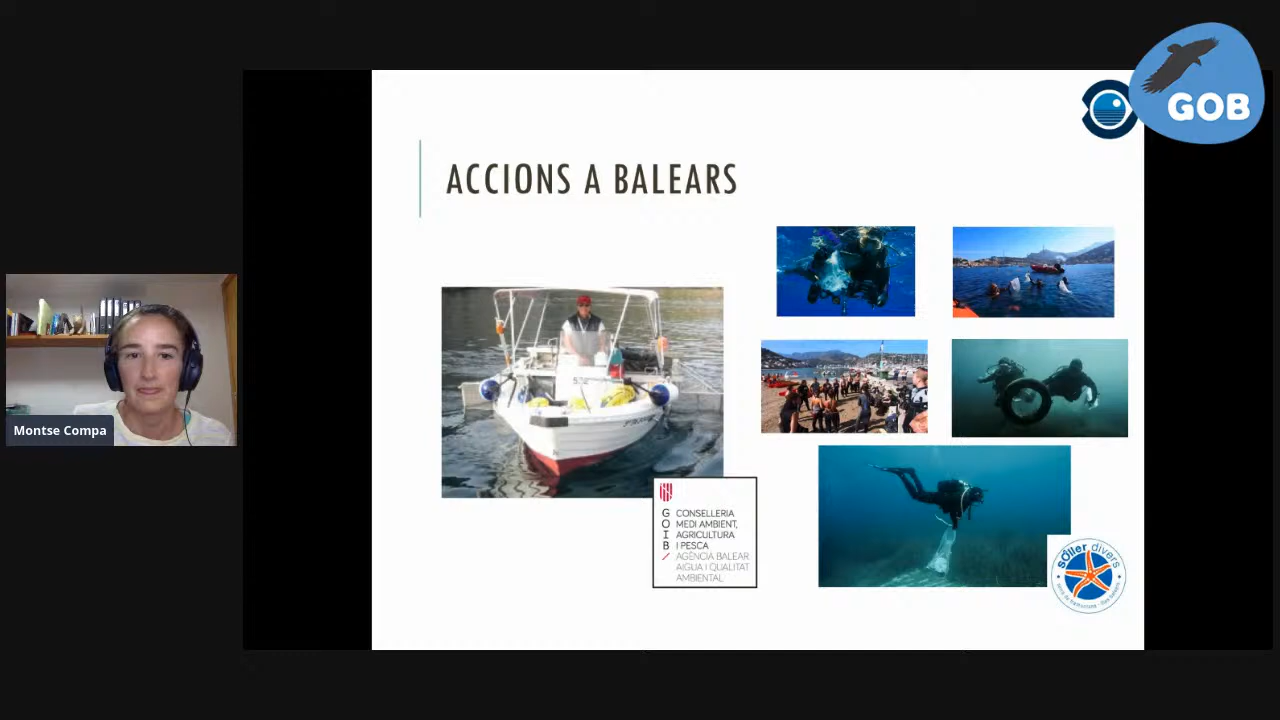 GOB
ACCIONS A BALEARS
Montse Compa
G CONSELLERIA
O MEDI AMBIENT,
I AGRICULTURA
B I PESCA
/ AGÈNCIA BALEAR
AIGUA I QUALITAT
AMBIENTAL
sóller divers